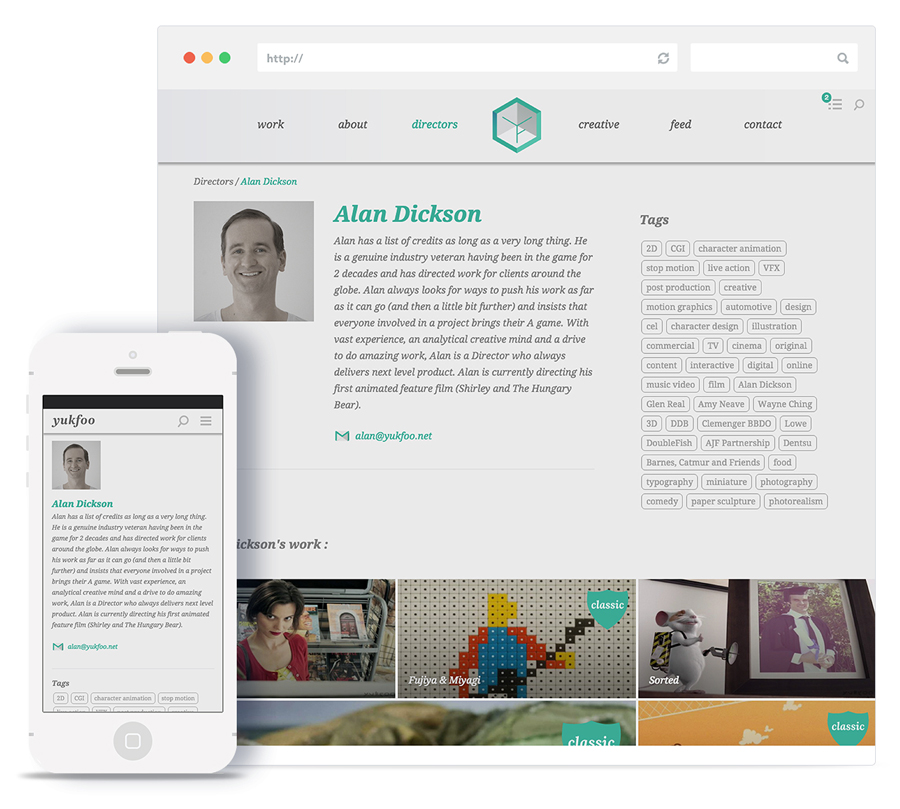 http://
work about directors creative feed contact
2
Directors / Alan Dickson
Alan Dickson
Alan has a list of credits as long as a very long thing. He
is a genuine industry veteran having been in the game for
2 decades and has directed work for clients around the
globe. Alan always looks for ways to push his work as far
as it can go (and then a little bit further) and insists that
everyone involved in a project brings their A game. With
vast experience, an analytical creative mind and a drive
to do amazing work, Alan is a Director who always
delivers next level product. Alan is currently directing his
first animated feature film (Shirley and The Hungary
Bear).
alan@yukfoo.net
Tags
2D CGI character animation
stop motion live action VFX
post production creative
motion graphics automotive design
cel character design illustration
commercial TV cinema original
content interactive digital online
music video film Alan Dickson
Glen Real Amy Neave Wayne Ching
3D DDB Clemenger BBDO Lowe
DoubleFish AJF Partnership Dentsu
Barnes, Catmur and Friends food
typography miniature photography
comedy paper sculpture photorealism
ickson's work :
classic
Fujiya & Miyagi
Sorted
classic
classic
yukfoo
Alan Dickson
Alan has a list of credits as long as a very long thing.
He is a genuine industry veteran having been in the
game for 2 decades and has directed work for clients
around the globe. Alan always looks for ways to push
his work as far as it can go (and then a little bit
further) and insists that everyone involved in a project
brings their A game. With vast experience, an
analytical creative mind and a drive to do amazing
work, Alan is a Director who always delivers next level
product. Alan is currently directing his first animated
feature film (Shirley and The Hungary Bear).
alan@yukfoo.net
Tags
2D CGI character animation stop motion